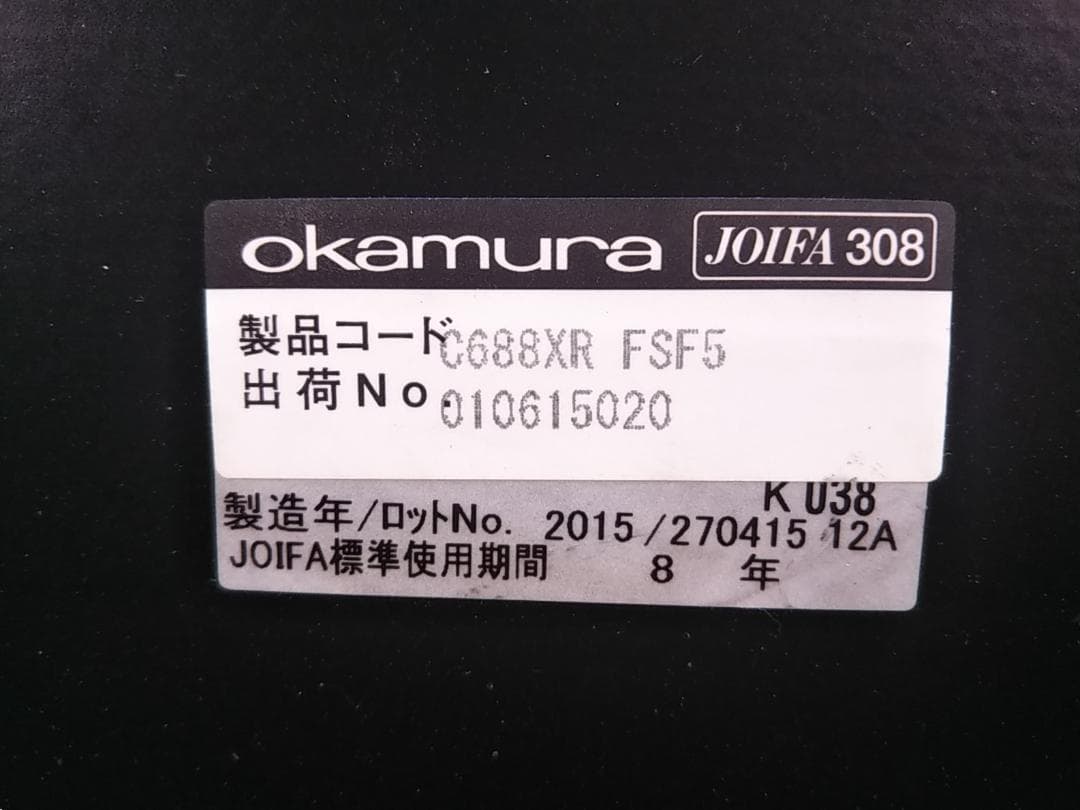 okamura JOIFA 308
製品コード C688XR FSF5
出荷No. 010615020
K 038
製造年/ロットNo. 2015/270415 12A
JOIFA標準使用期間 8 年